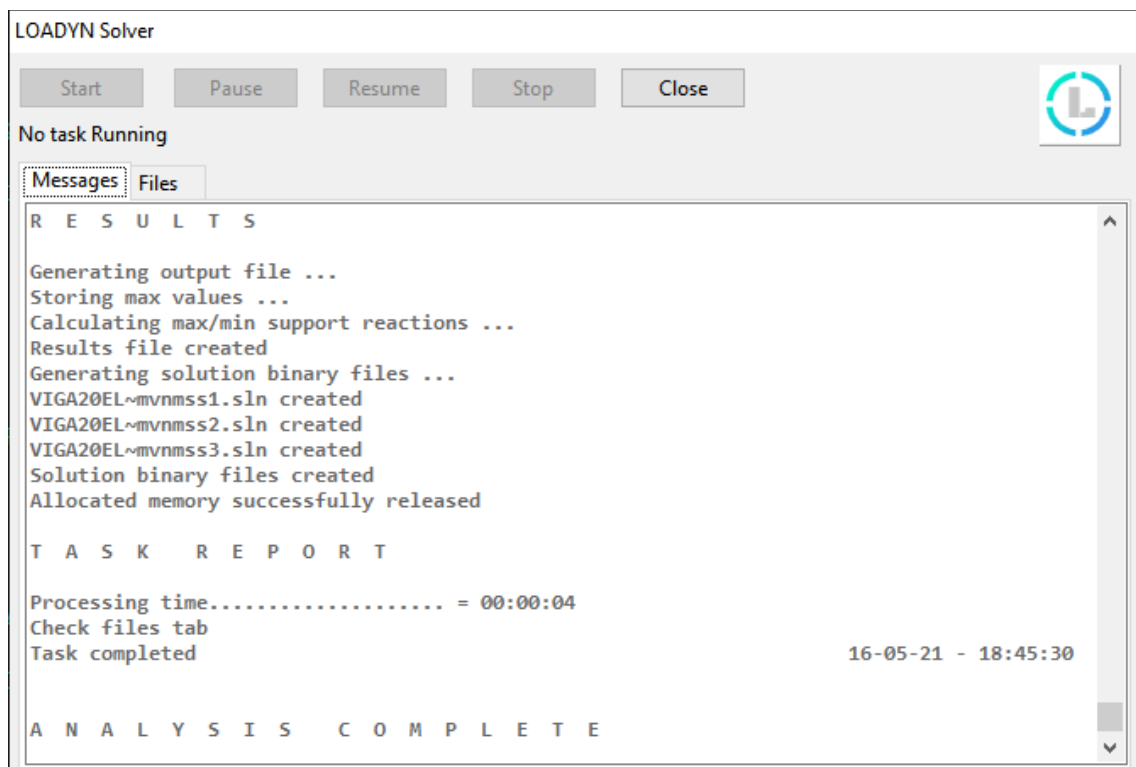 LOADYN Solver
Start Pause Resume Stop Close
L
No task Running
Messages Files
R E S U L T S
Generating output file ...
Storing max values ...
Calculating max/min support reactions ...
Results file created
Generating solution binary files ...
VIGA20EL~mvnmss1.sln created
VIGA20EL~mvnmss2.sln created
VIGA20EL~mvnmss3.sln created
Solution binary files created
Allocated memory successfully released
T A S K   R E P O R T
Processing time.................... = 00:00:04
Check files tab
Task completed 16-05-21 - 18:45:30
A N A L Y S I S   C O M P L E T E